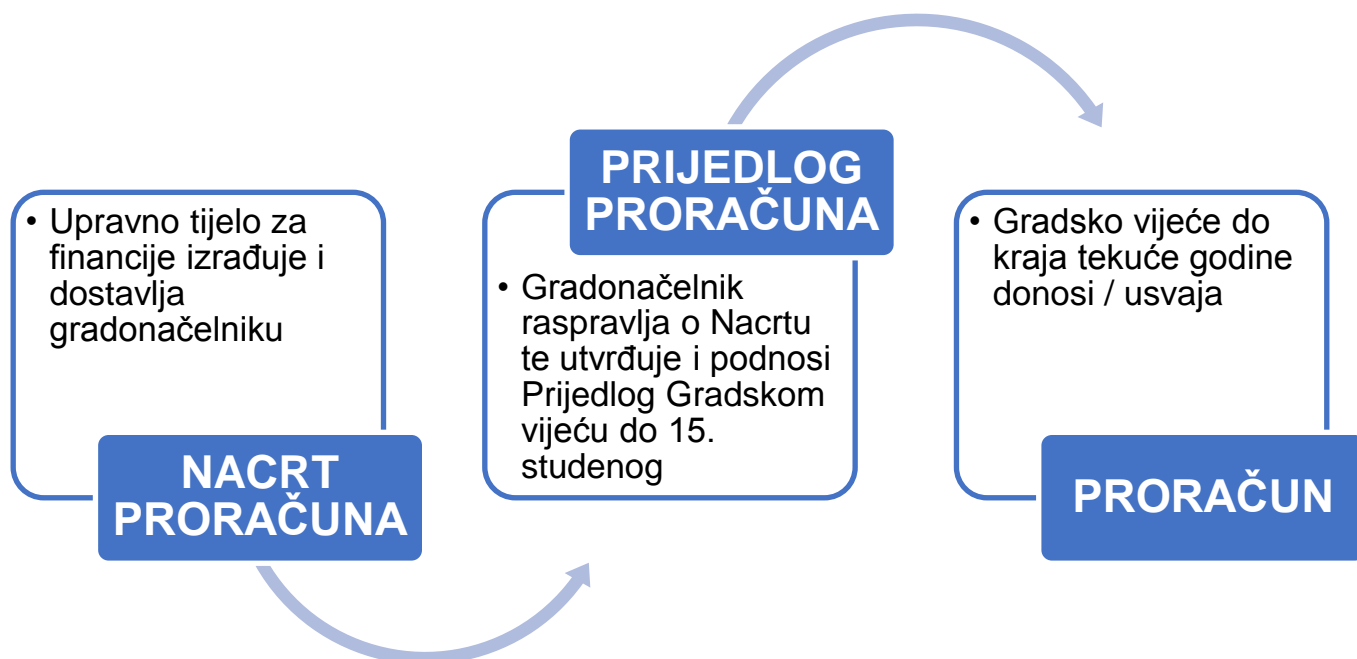 • Upravno tijelo za
financije izrađuje i
dostavlja
gradonačelniku
NACRT
PRORAČUNA
PRIJEDLOG
PRORAČUNA
• Gradonačelnik
raspravlja o Nacrtu
te utvrđuje i podnosi
Prijedlog Gradskom
vijeću do 15.
studenog
• Gradsko vijeće do
kraja tekuće godine
donosi / usvaja
PRORAČUN